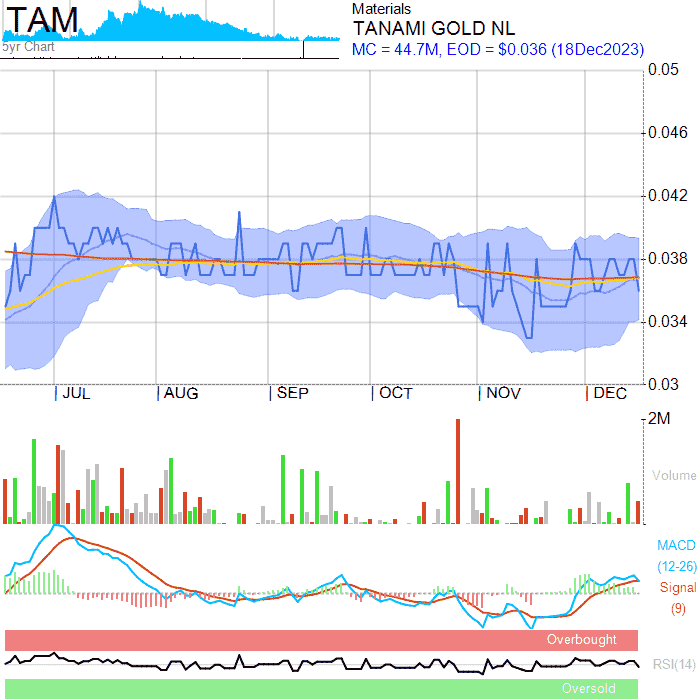 TAM
5yr Chart
Materials
TANAMI GOLD NL
MC = 44.7M, EOD = $0.036 (18Dec2023)
0.05
0.046
0.042
0.038
0.034
0.03
JUL AUG SEP OCT NOV DEC
2M
Volume
MACD
(12-26)
Signal
(9)
Overbought
RSI(14)
Oversold